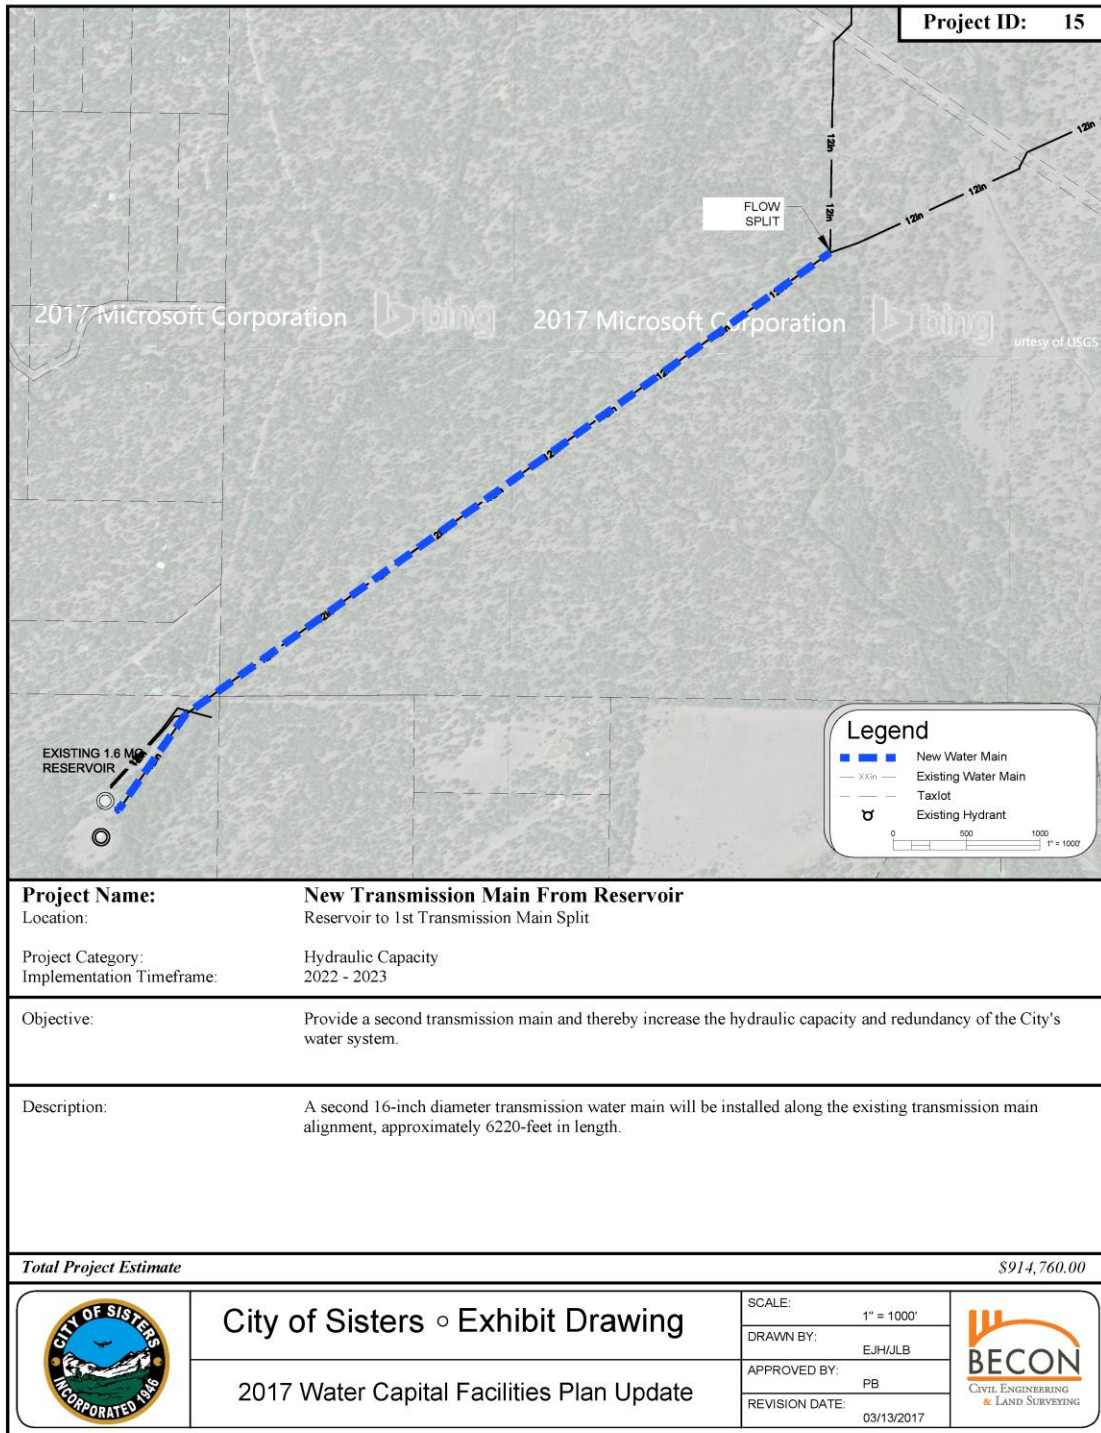 Project ID: 15
12in
12in
12in
12in
12in
FLOW
SPLIT
2017 Microsoft Corporation bing
2017 Microsoft Corporation bing
urtesy of USGS
EXISTING 1.6 MG
RESERVOIR
Legend
New Water Main
XXin Existing Water Main
Taxlot
Existing Hydrant
0 500 1000
1" = 1000'
Project Name: New Transmission Main From Reservoir
Location: Reservoir to 1st Transmission Main Split
Project Category: Hydraulic Capacity
Implementation Timeframe: 2022 - 2023
Objective: Provide a second transmission main and thereby increase the hydraulic capacity and redundancy of the City's
water system.
Description: A second 16-inch diameter transmission water main will be installed along the existing transmission main
alignment, approximately 6220-feet in length.
Total Project Estimate $914,760.00
CITY OF SISTERS
INCORPORATED 1946
City of Sisters ○ Exhibit Drawing
2017 Water Capital Facilities Plan Update
SCALE: 1" = 1000'
DRAWN BY: EJH/JLB
APPROVED BY: PB
REVISION DATE: 03/13/2017
BECON
CIVIL ENGINEERING
& LAND SURVEYING